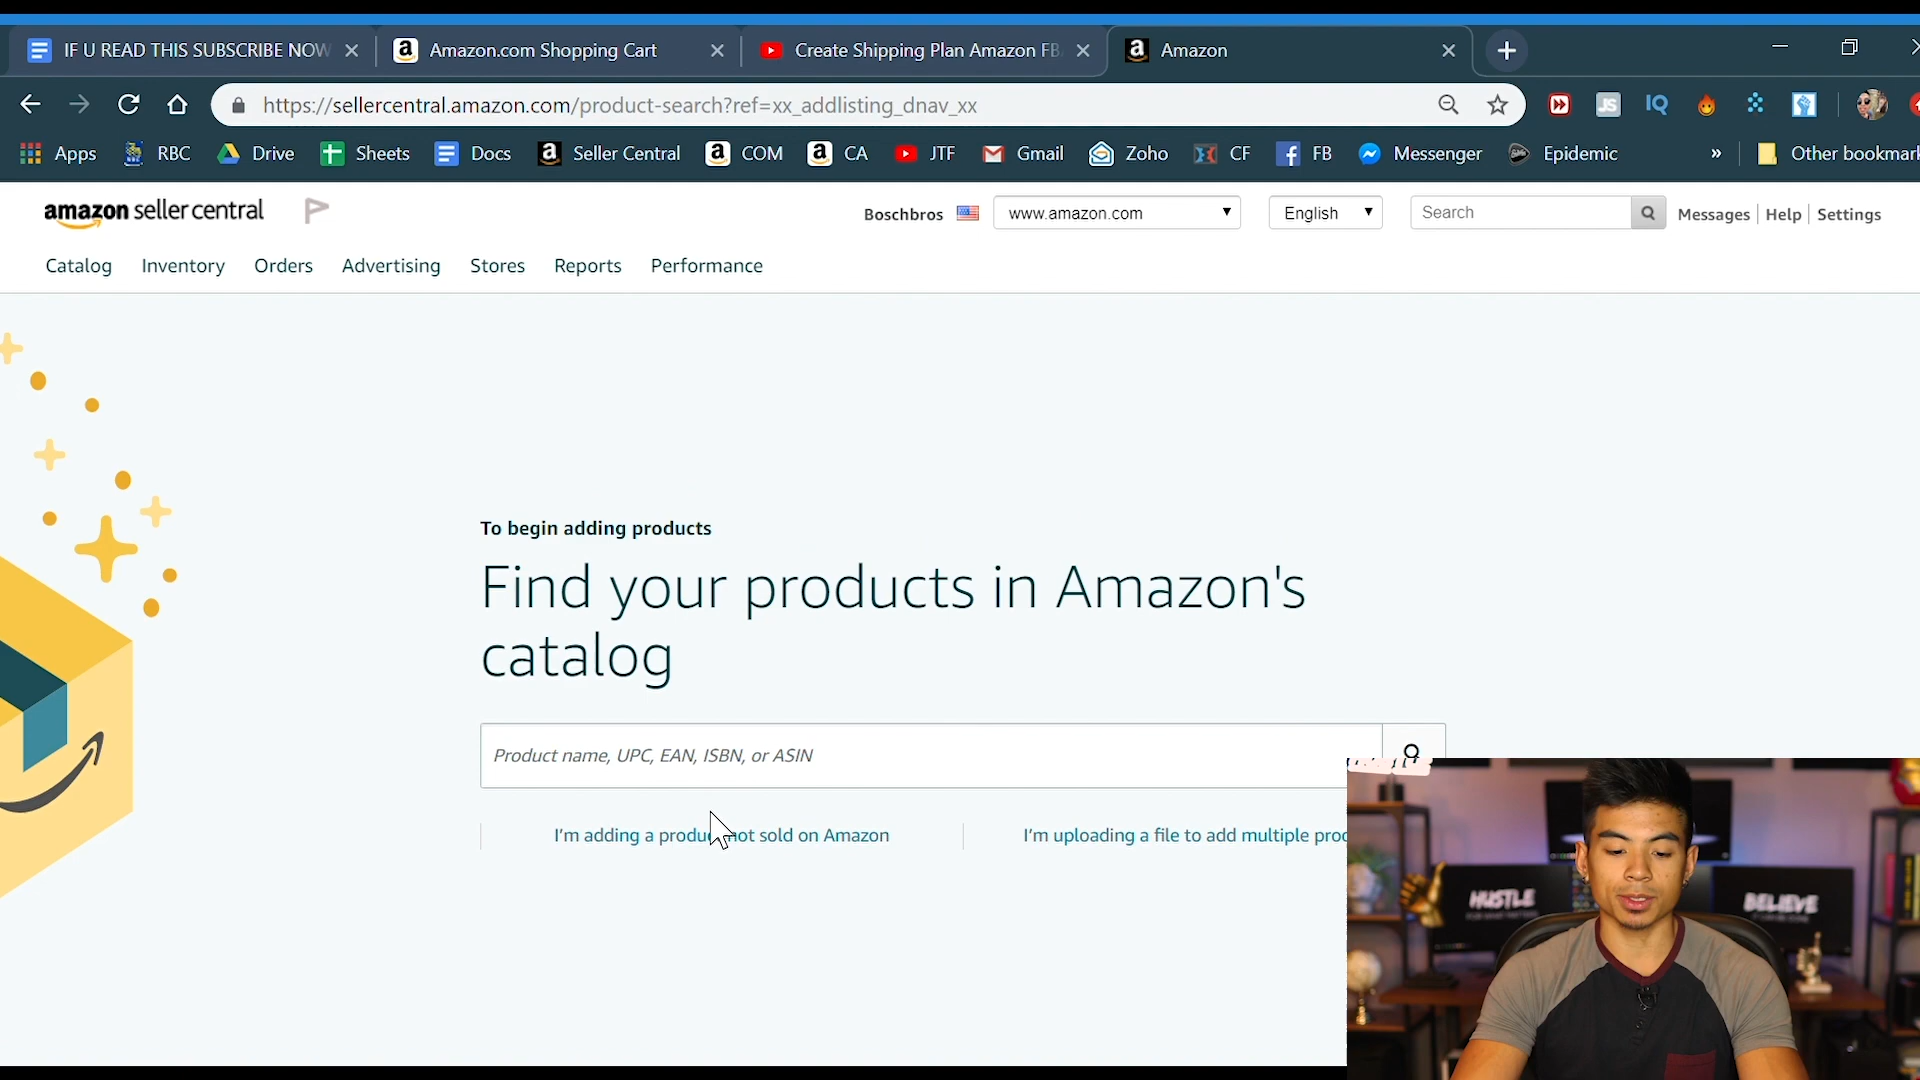 IF U READ THIS SUBSCRIBE NOW
Amazon.com Shopping Cart
Create Shipping Plan Amazon FB
Amazon
https://sellercentral.amazon.com/product-search?ref=xx_addlisting_dnav_xx
JS
IQ
Apps
RBC
Drive
Sheets
Docs
Seller Central
COM
CA
JTF
Gmail
Zoho
CF
FB
Messenger
Epidemic
»
Other bookmark
amazon seller central
Boschbros
www.amazon.com
English
Search
Messages
Help
Settings
Catalog
Inventory
Orders
Advertising
Stores
Reports
Performance
To begin adding products
Find your products in Amazon's
catalog
Product name, UPC, EAN, ISBN, or ASIN
I'm adding a product not sold on Amazon
I'm uploading a file to add multiple
HUSTLE
BELIEVE